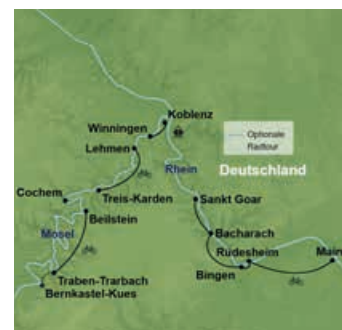 Koblenz
Winningen
Optionale
Radtour
Lehmen
Rhein
Deutschland
Cochem
Treis-Karden
Sankt Goar
Beilstein
Mosel
Bacharach
Rüdesheim
Main
Bingen
Traben-Trarbach
Bernkastel-Kues